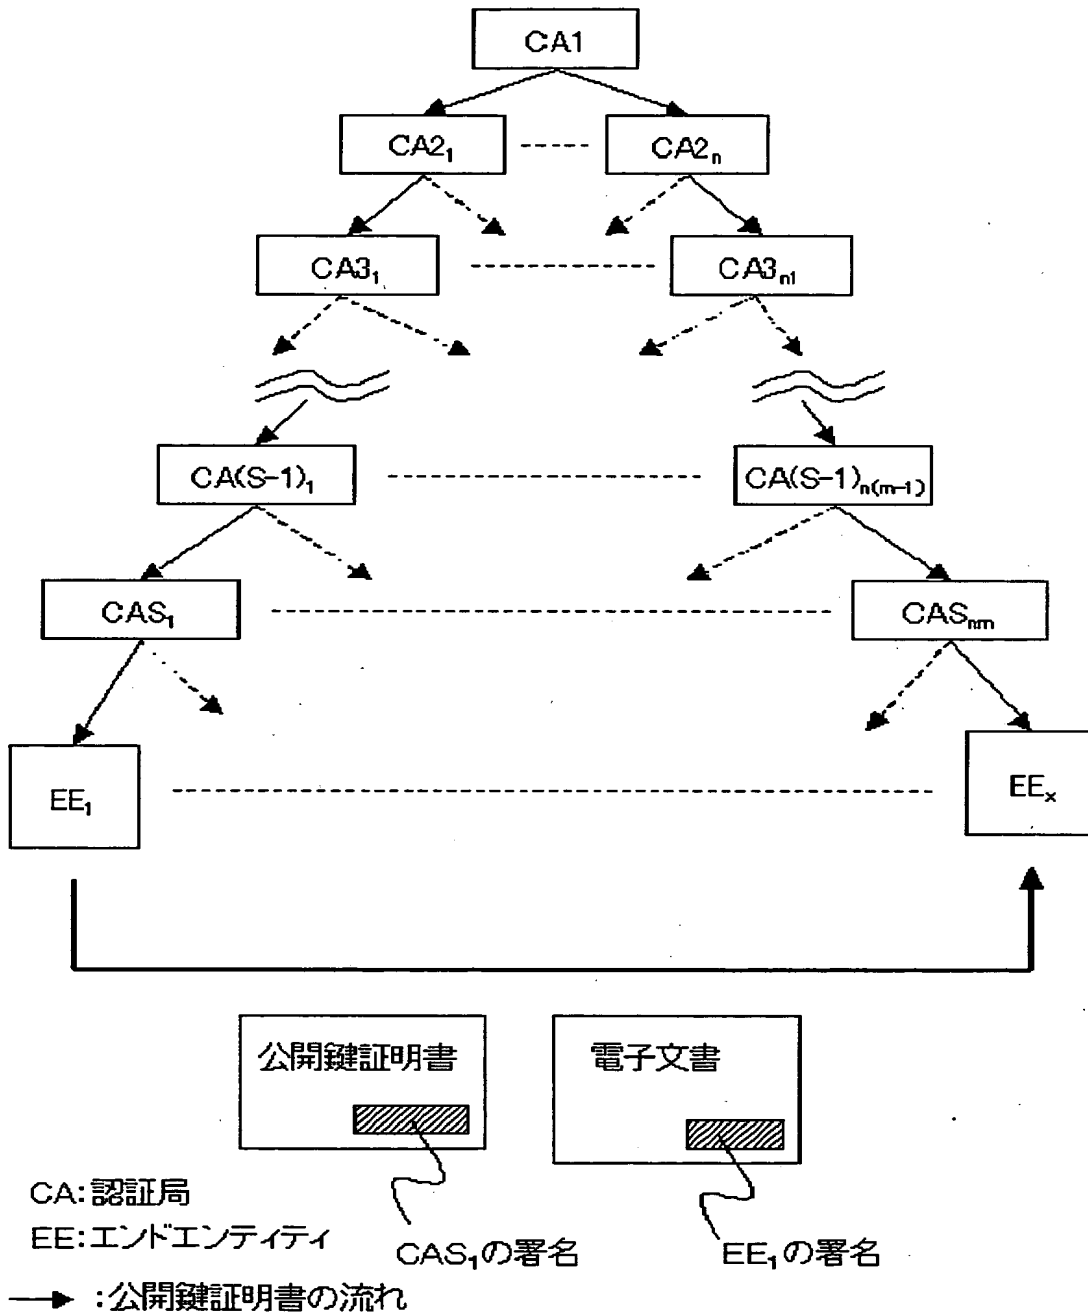 CA1
CA2₁ CA2ₙ
CA3₁ CA3ₙ₁
CA(S-1)₁ CA(S-1)ₙ₍ₘ₋₁₎
CAS₁ CASₙₘ
EE₁ EEₓ
公開鍵証明書 電子文書
CA:認証局
EE:エンドエンティティ
CAS₁の署名 EE₁の署名
:公開鍵証明書の流れ